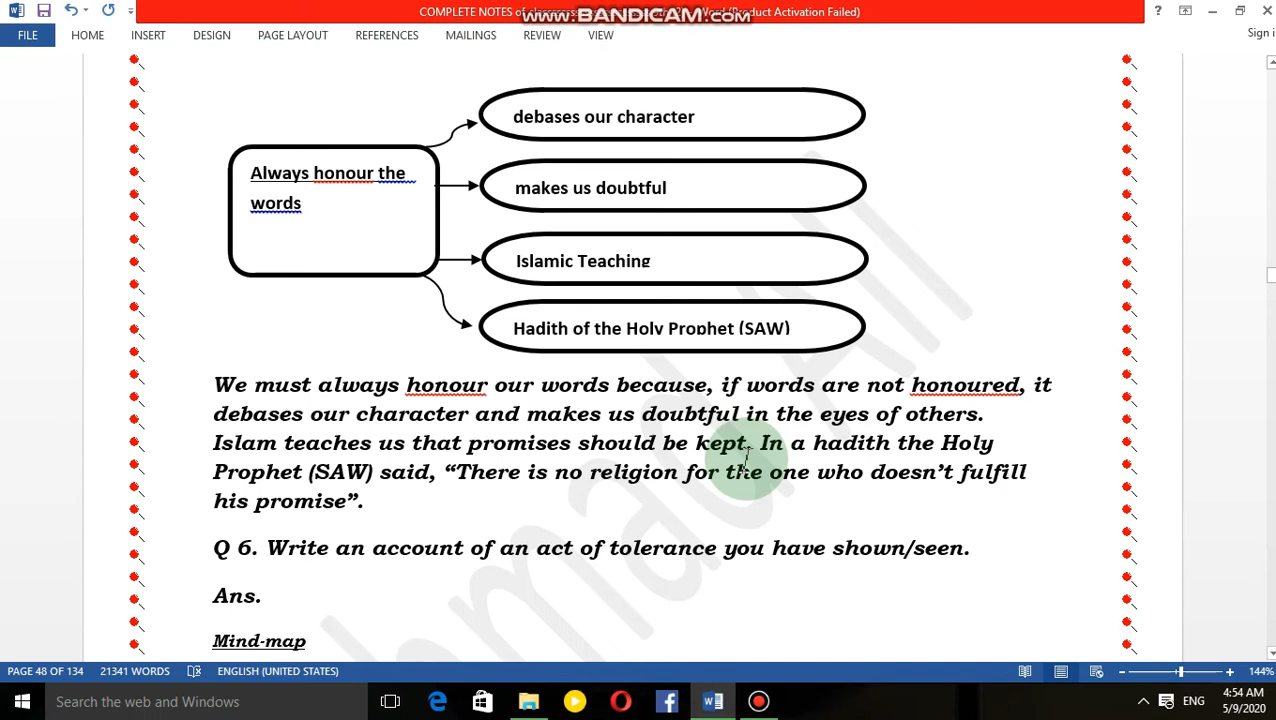 COMPLETE NOTES of
www.BANDICAM.com
Word (Product Activation Failed)
FILE HOME INSERT DESIGN PAGE LAYOUT REFERENCES MAILINGS REVIEW VIEW
Sign i
debases our character
Always honour the
words
makes us doubtful
Islamic Teaching
Hadith of the Holy Prophet (SAW)
We must always honour our words because, if words are not honoured, it
debases our character and makes us doubtful in the eyes of others.
Islam teaches us that promises should be kept. In a hadith the Holy
Prophet (SAW) said, “There is no religion for the one who doesn’t fulfill
his promise”.
Q 6. Write an account of an act of tolerance you have shown/seen.
Ans.
Mind-map
PAGE 48 OF 134 21341 WORDS ENGLISH (UNITED STATES) 144%
Search the web and Windows
ENG
4:54 AM
5/9/2020